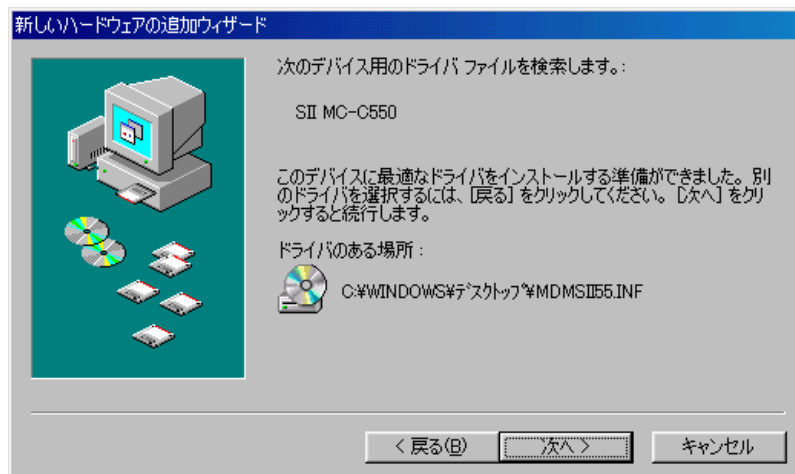 新しいハードウェアの追加ウィザード
次のデバイス用のドライバ ファイルを検索します。:
SII MC-C550
このデバイスに最適なドライバをインストールする準備ができました。別
のドライバを選択するには、[戻る] をクリックしてください。[次へ] をクリ
ックすると続行します。
ドライバのある場所 :
C:¥WINDOWS¥デスクトップ¥MDMSII55.INF
< 戻る(B)
次へ >
キャンセル